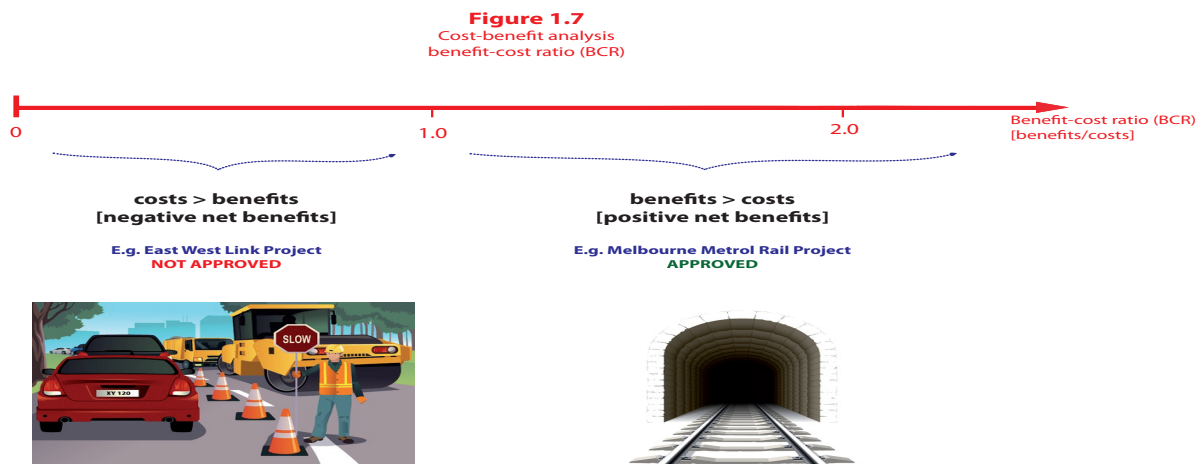 Figure 1.7
Cost-benefit analysis
benefit-cost ratio (BCR)
0
1.0
2.0
Benefit-cost ratio (BCR)
[benefits/costs]
costs > benefits
[negative net benefits]
E.g. East West Link Project
NOT APPROVED
benefits > costs
[positive net benefits]
E.g. Melbourne Metrol Rail Project
APPROVED
SLOW
XY 120